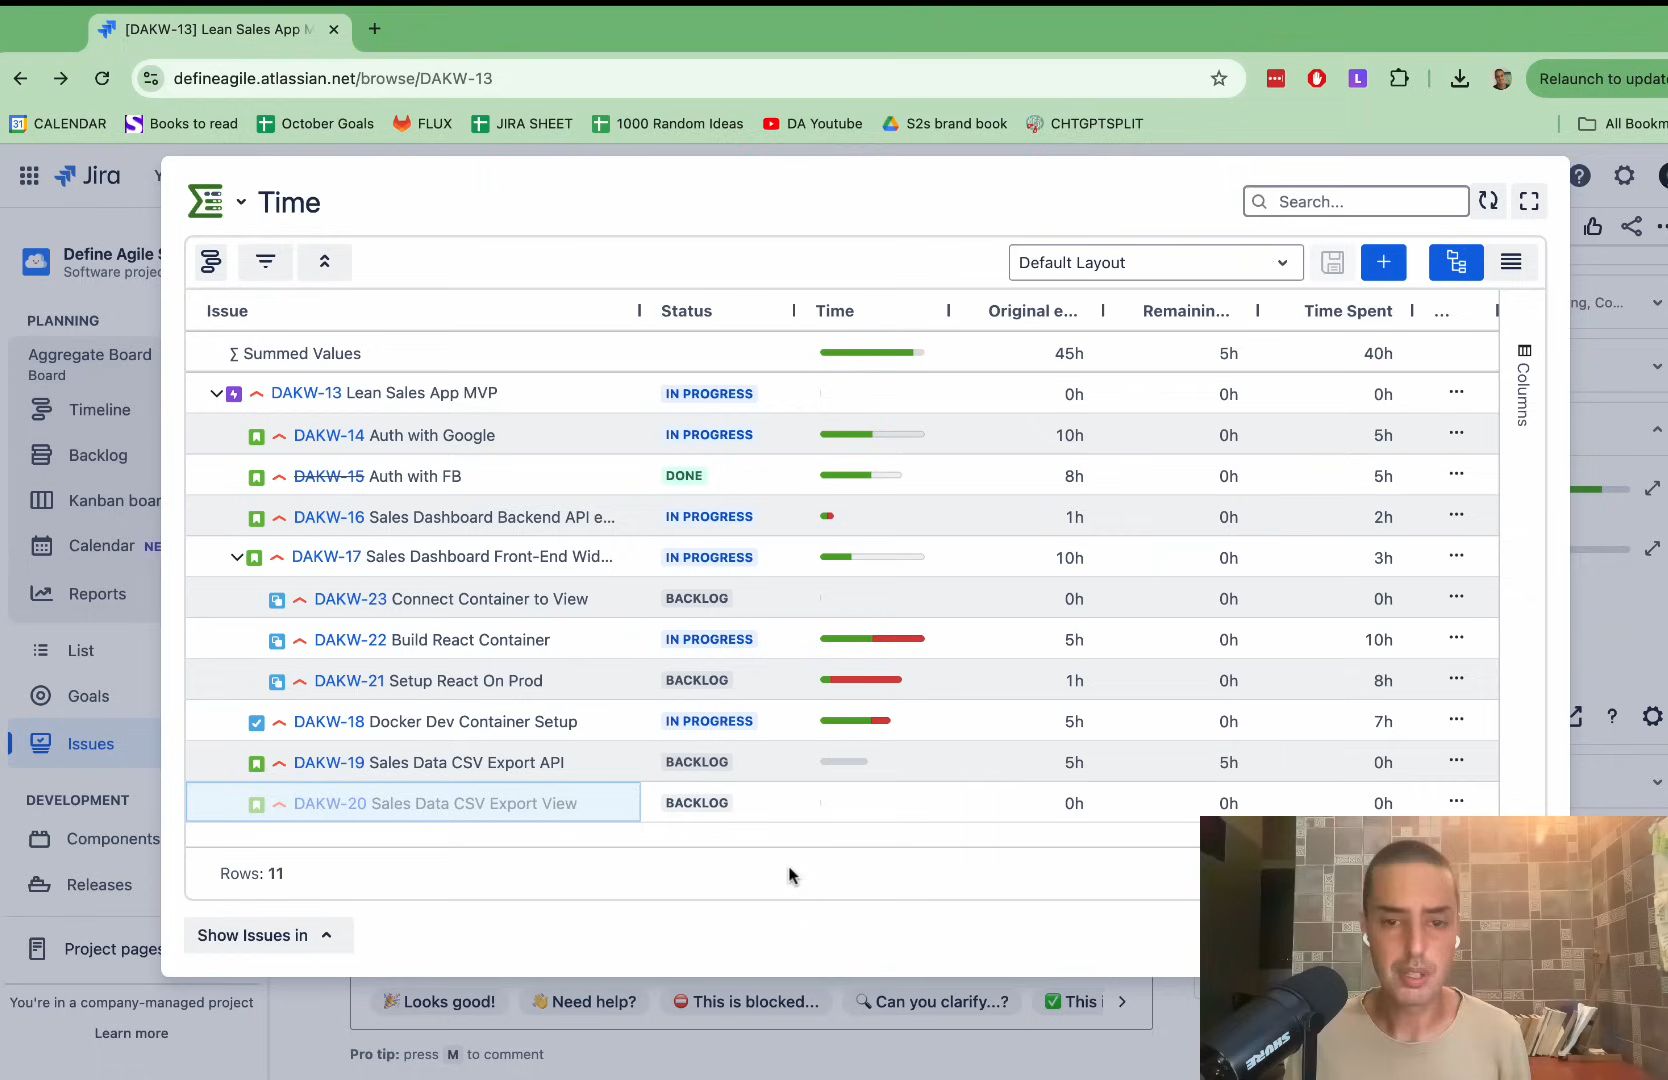 [DAKW-13] Lean Sales App M
defineagile.atlassian.net/browse/DAKW-13
L
Relaunch to update
31 CALENDAR
Books to read
October Goals
FLUX
JIRA SHEET
1000 Random Ideas
DA Youtube
S2s brand book
CHTGPTSPLIT
All Bookm
Jira
Y
Define Agile S
Software projec
PLANNING
Aggregate Board
Board
Timeline
Backlog
Kanban boar
Calendar NE
Reports
List
Goals
Issues
DEVELOPMENT
Components
Releases
Project pages
You're in a company-managed project
Learn more
Time
Search...
Default Layout
Issue Status Time Original e... Remainin... Time Spent ...
∑ Summed Values 45h 5h 40h
DAKW-13 Lean Sales App MVP IN PROGRESS 0h 0h 0h ...
DAKW-14 Auth with Google IN PROGRESS 10h 0h 5h ...
DAKW-15 Auth with FB DONE 8h 0h 5h ...
DAKW-16 Sales Dashboard Backend API e... IN PROGRESS 1h 0h 2h ...
DAKW-17 Sales Dashboard Front-End Wid... IN PROGRESS 10h 0h 3h ...
DAKW-23 Connect Container to View BACKLOG 0h 0h 0h ...
DAKW-22 Build React Container IN PROGRESS 5h 0h 10h ...
DAKW-21 Setup React On Prod BACKLOG 1h 0h 8h ...
DAKW-18 Docker Dev Container Setup IN PROGRESS 5h 0h 7h ...
DAKW-19 Sales Data CSV Export API BACKLOG 5h 5h 0h ...
DAKW-20 Sales Data CSV Export View BACKLOG 0h 0h 0h ...
Columns
Rows: 11
Show Issues in
ng, Co...
🎉 Looks good!
👋 Need help?
⛔ This is blocked...
🔍 Can you clarify...?
✅ This i
Pro tip: press M to comment
SHURE